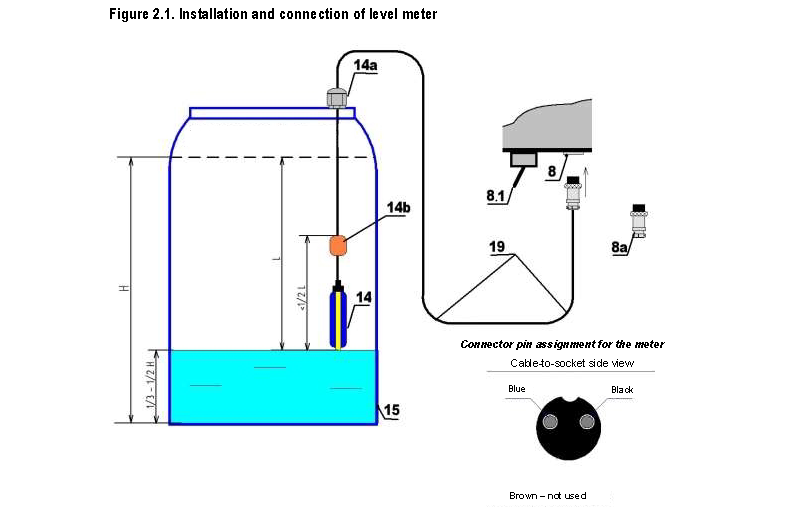 Figure 2.1. Installation and connection of level meter
14a
8
8.1
14b
8a
19
H
L
<1/2 L
14
1/3 - 1/2 H
15
Connector pin assignment for the meter
Cable-to-socket side view
Blue
Black
Brown – not used